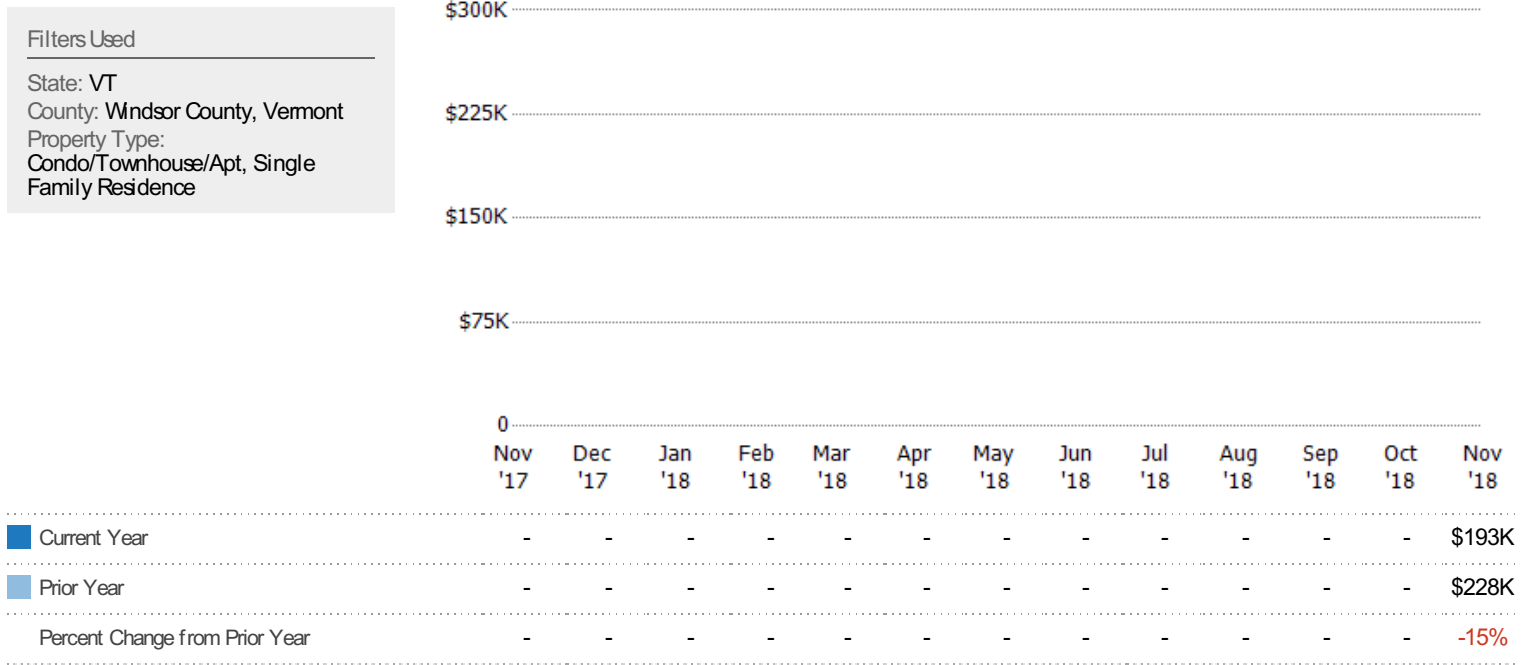 Filters Used
State: VT
County: Windsor County, Vermont
Property Type:
Condo/Townhouse/Apt, Single
Family Residence
$300K
$225K
$150K
$75K
0
Nov Dec Jan Feb Mar Apr May Jun Jul Aug Sep Oct Nov
'17 '17 '18 '18 '18 '18 '18 '18 '18 '18 '18 '18 '18
Current Year - - - - - - - - - - - - $193K
Prior Year - - - - - - - - - - - - $228K
Percent Change from Prior Year - - - - - - - - - - - - -15%